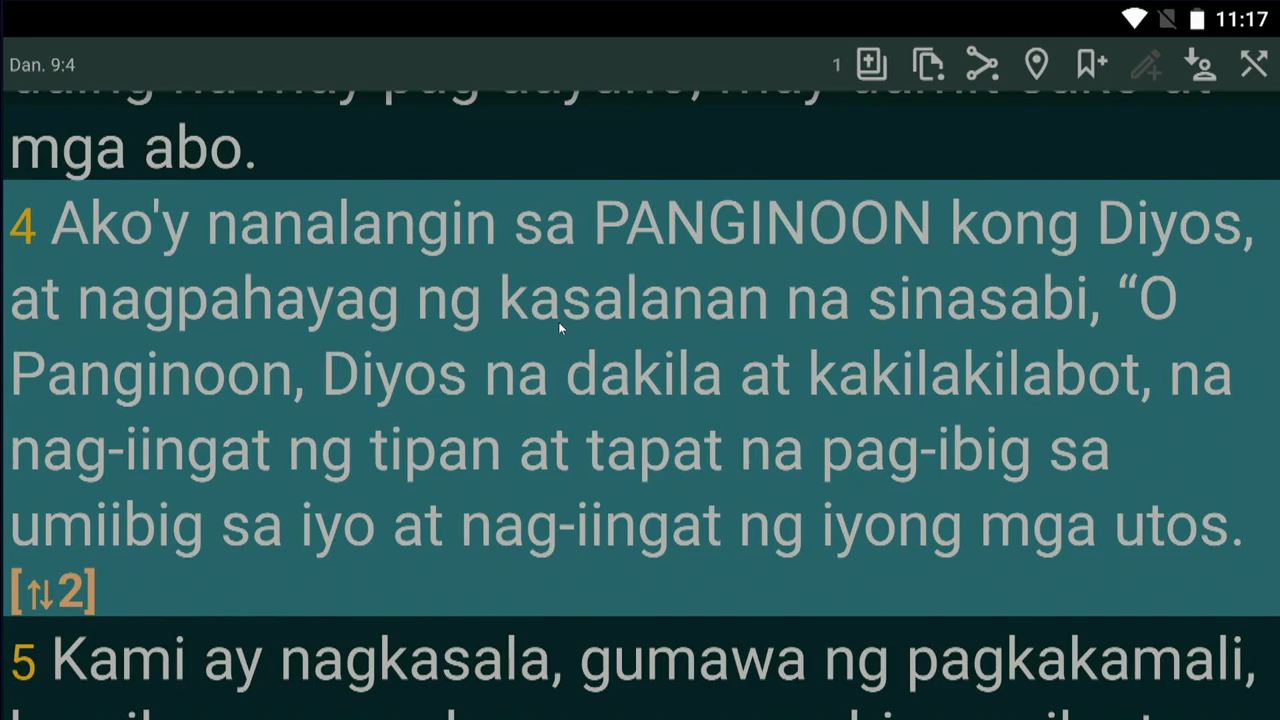 11:17
Dan. 9:4 1
mga abo.
4 Ako'y nanalangin sa PANGINOON kong Diyos,
at nagpahayag ng kasalanan na sinasabi, “O
Panginoon, Diyos na dakila at kakilakilabot, na
nag-iingat ng tipan at tapat na pag-ibig sa
umiibig sa iyo at nag-iingat ng iyong mga utos.
[⇅2]
5 Kami ay nagkasala, gumawa ng pagkakamali,